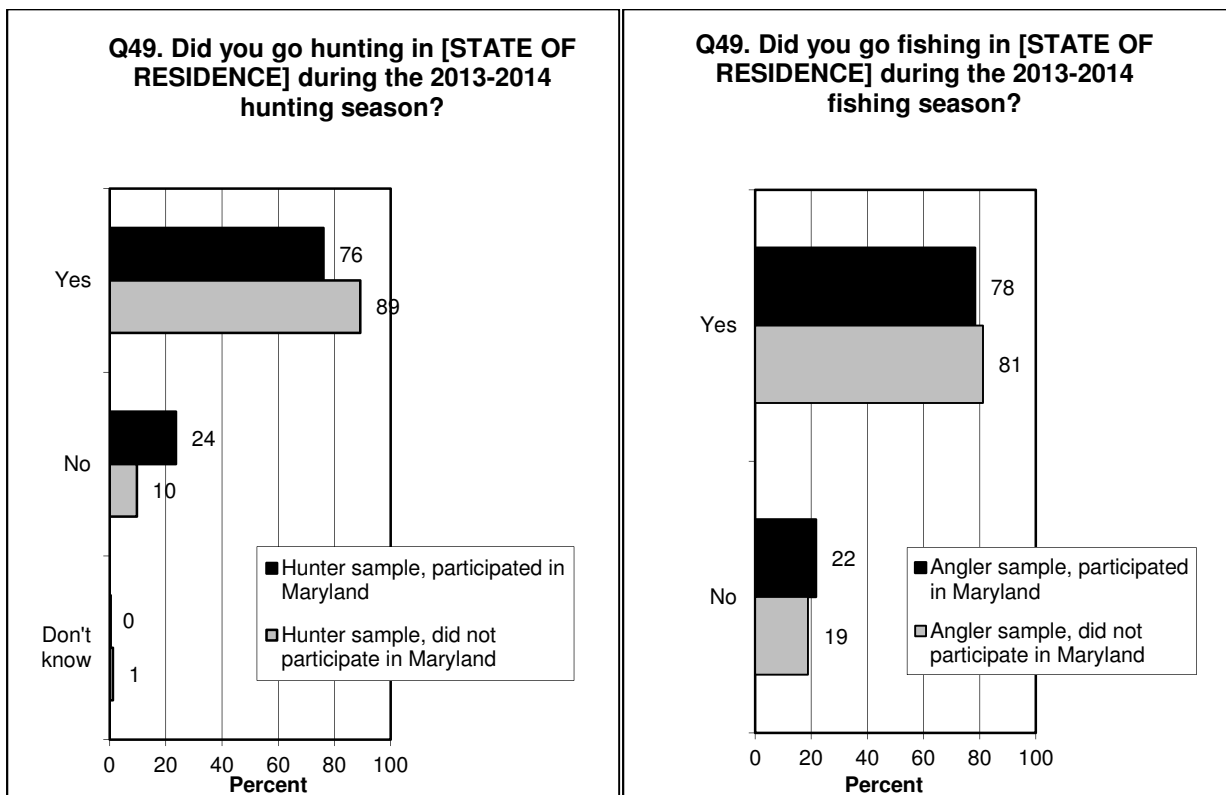 Q49. Did you go hunting in [STATE OF
RESIDENCE] during the 2013-2014
hunting season?
Yes
76
89
No
24
10
Don't
know
0
1
Hunter sample, participated in
Maryland
Hunter sample, did not
participate in Maryland
0 20 40 60 80 100
Percent
Q49. Did you go fishing in [STATE OF
RESIDENCE] during the 2013-2014
fishing season?
Yes
78
81
No
22
19
Angler sample, participated
in Maryland
Angler sample, did not
participate in Maryland
0 20 40 60 80 100
Percent